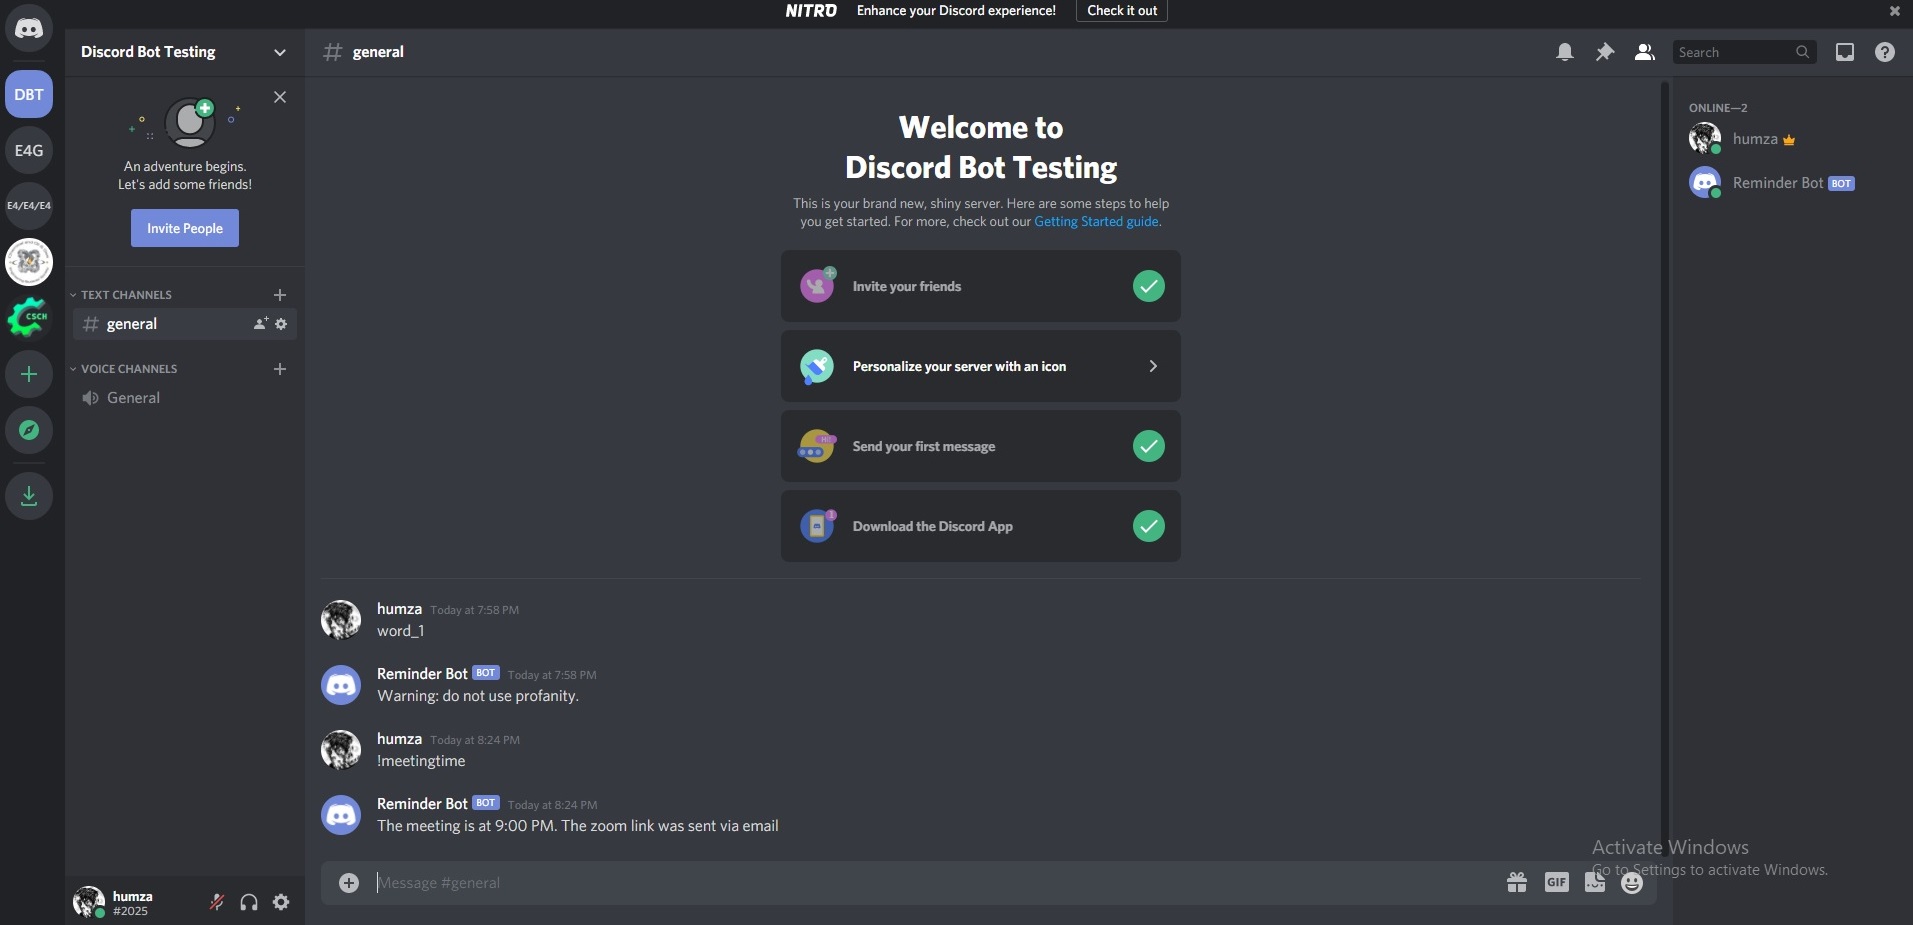 NITRO Enhance your Discord experience! Check it out
Discord Bot Testing
general
Search
DBT
E4G
E4/E4/E4
CSCH
An adventure begins.
Let's add some friends!
Invite People
TEXT CHANNELS
general
VOICE CHANNELS
General
humza
#2025
Welcome to
Discord Bot Testing
This is your brand new, shiny server. Here are some steps to help
you get started. For more, check out our Getting Started guide.
Invite your friends
Personalize your server with an icon
Send your first message
Download the Discord App
humza Today at 7:58 PM
word_1
Reminder Bot BOT Today at 7:58 PM
Warning: do not use profanity.
humza Today at 8:24 PM
!meetingtime
Reminder Bot BOT Today at 8:24 PM
The meeting is at 9:00 PM. The zoom link was sent via email
Message #general
GIF
ONLINE—2
humza
Reminder Bot BOT
Activate Windows
Go to Settings to activate Windows.